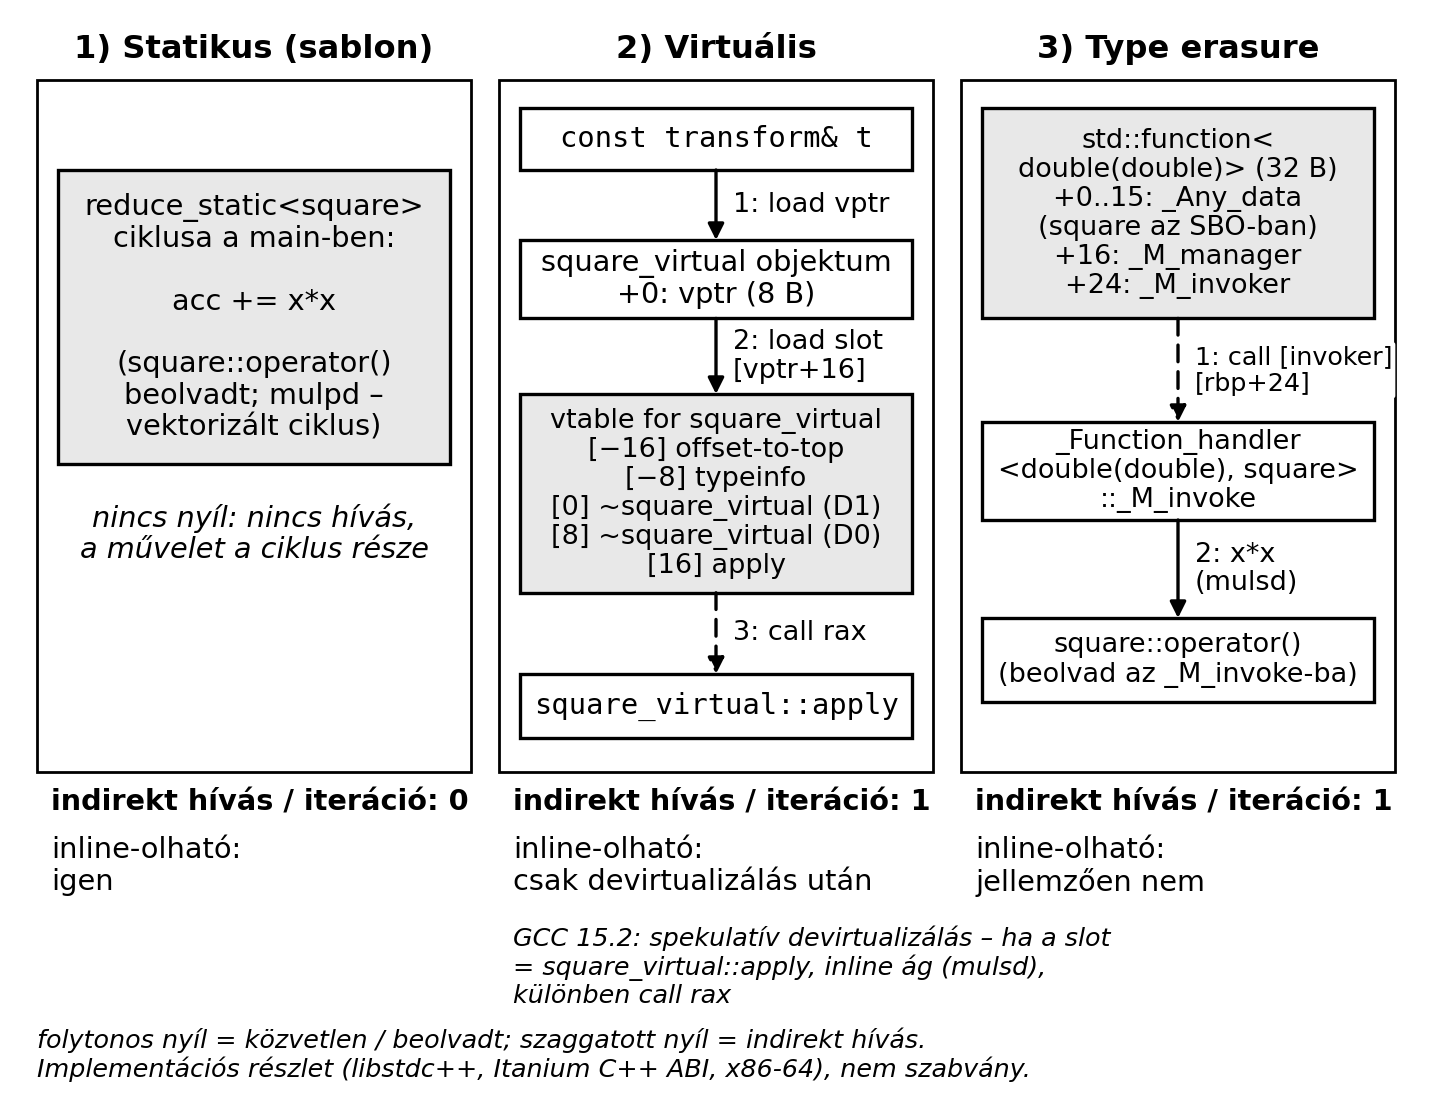 1) Statikus (sablon)
reduce_static<square>
ciklusa a main-ben:
acc += x*x
(square::operator()
beolvadt; mulpd –
vektorizált ciklus)
nincs nyíl: nincs hívás,
a művelet a ciklus része
indirekt hívás / iteráció: 0
inline-olható:
igen
2) Virtuális
const transform& t
1: load vptr
square_virtual objektum
+0: vptr (8 B)
2: load slot
[vptr+16]
vtable for square_virtual
[−16] offset-to-top
[−8] typeinfo
[0] ~square_virtual (D1)
[8] ~square_virtual (D0)
[16] apply
3: call rax
square_virtual::apply
indirekt hívás / iteráció: 1
inline-olható:
csak devirtualizálás után
GCC 15.2: spekulatív devirtualizálás – ha a slot
= square_virtual::apply, inline ág (mulsd),
különben call rax
3) Type erasure
std::function<
double(double)> (32 B)
+0..15: _Any_data
(square az SBO-ban)
+16: _M_manager
+24: _M_invoker
1: call [invoker]
[rbp+24]
_Function_handler
<double(double), square>
::_M_invoke
2: x*x
(mulsd)
square::operator()
(beolvad az _M_invoke-ba)
indirekt hívás / iteráció: 1
inline-olható:
jellemzően nem
folytonos nyíl = közvetlen / beolvadt; szaggatott nyíl = indirekt hívás.
Implementációs részlet (libstdc++, Itanium C++ ABI, x86-64), nem szabvány.